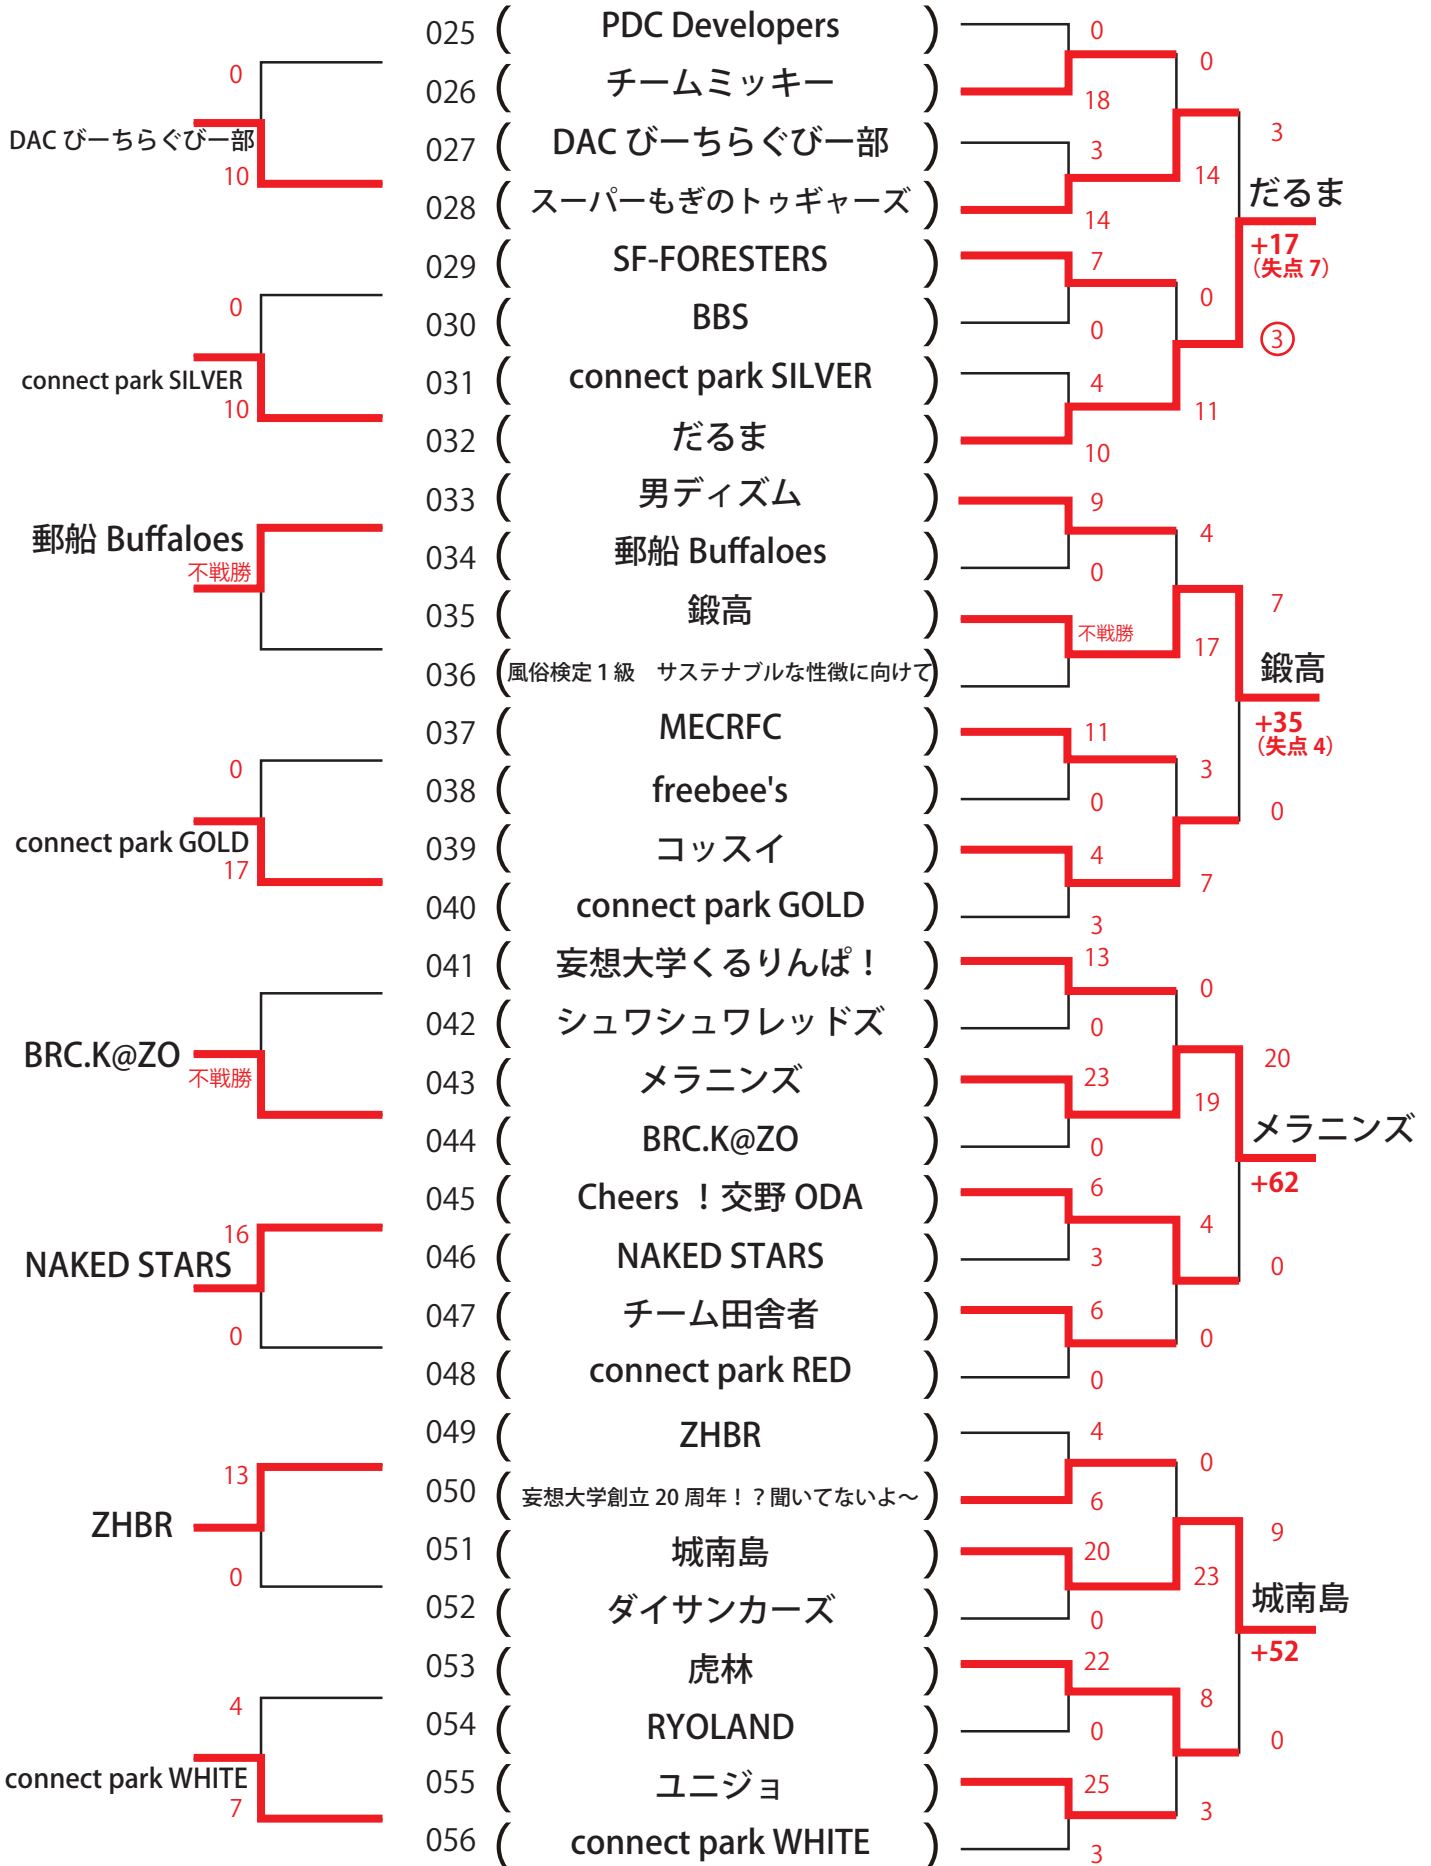 0
DAC びーちらぐびー部
10
0
connect park SILVER
10
郵船 Buffaloes
不戦勝
0
connect park GOLD
17
BRC.K@ZO
不戦勝
16
NAKED STARS
0
13
ZHBR
0
4
connect park WHITE
7
025 ( PDC Developers )
026 ( チームミッキー )
027 ( DAC びーちらぐびー部 )
028 ( スーパーもぎのトゥギャーズ )
029 ( SF-FORESTERS )
030 ( BBS )
031 ( connect park SILVER )
032 ( だるま )
033 ( 男ディズム )
034 ( 郵船 Buffaloes )
035 ( 鍛高 )
036 ( 風俗検定１級　サステナブルな性徴に向けて )
037 ( MECRFC )
038 ( freebee's )
039 ( コッスイ )
040 ( connect park GOLD )
041 ( 妄想大学くるりんぱ！ )
042 ( シュワシュワレッドズ )
043 ( メラニンズ )
044 ( BRC.K@ZO )
045 ( Cheers ！交野 ODA )
046 ( NAKED STARS )
047 ( チーム田舎者 )
048 ( connect park RED )
049 ( ZHBR )
050 ( 妄想大学創立 20 周年！？聞いてないよ～ )
051 ( 城南島 )
052 ( ダイサンカーズ )
053 ( 虎林 )
054 ( RYOLAND )
055 ( ユニジョ )
056 ( connect park WHITE )
0
18
3
14
7
0
4
10
9
0
不戦勝
11
0
4
3
13
0
23
0
6
3
6
0
4
6
20
0
22
0
25
3
0
14
0
11
4
17
3
7
0
19
4
0
0
23
8
3
3
だるま
+17
（失点 7）
③
7
鍛高
+35
（失点 4）
0
20
メラニンズ
+62
0
9
城南島
+52
0